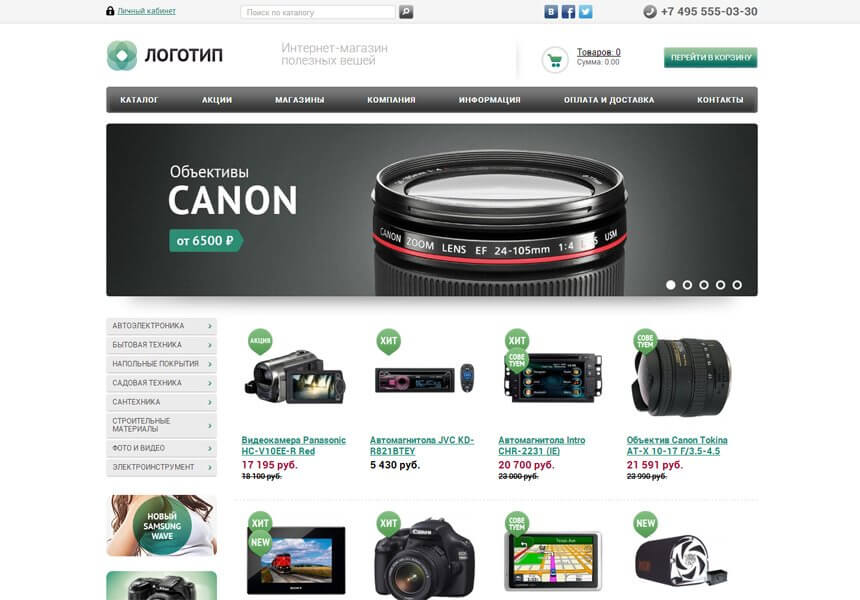 Личный кабинет
Поиск по каталогу
+7 495 555-03-30
ЛОГОТИП
Интернет-магазин
полезных вещей
Товаров: 0
Сумма: 0.00
ПЕРЕЙТИ В КОРЗИНУ
КАТАЛОГ АКЦИИ МАГАЗИНЫ КОМПАНИЯ ИНФОРМАЦИЯ ОПЛАТА И ДОСТАВКА КОНТАКТЫ
Объективы
CANON
от 6500 ₽
CANON ZOOM LENS EF 24-105mm 1:4 L IS USM
АВТОЭЛЕКТРОНИКА
БЫТОВАЯ ТЕХНИКА
НАПОЛЬНЫЕ ПОКРЫТИЯ
САДОВАЯ ТЕХНИКА
САНТЕХНИКА
СТРОИТЕЛЬНЫЕ
МАТЕРИАЛЫ
ФОТО И ВИДЕО
ЭЛЕКТРОИНСТРУМЕНТ
НОВЫЙ
SAMSUNG
WAVE
АКЦИЯ
Видеокамера Panasonic
HC-V10EE-R Red
17 195 руб.
18 100 руб.
ХИТ
Автомагнитола JVC KD-
R821BTEY
5 430 руб.
ХИТ
СОВЕ
ТУЕМ
Автомагнитола Intro
CHR-2231 (IE)
20 700 руб.
23 000 руб.
СОВЕ
ТУЕМ
Объектив Canon Tokina
AT-X 10-17 F/3.5-4.5
21 591 руб.
23 990 руб.
ХИТ
NEW
SONY
ХИТ
Canon
СОВЕ
ТУЕМ
NEW